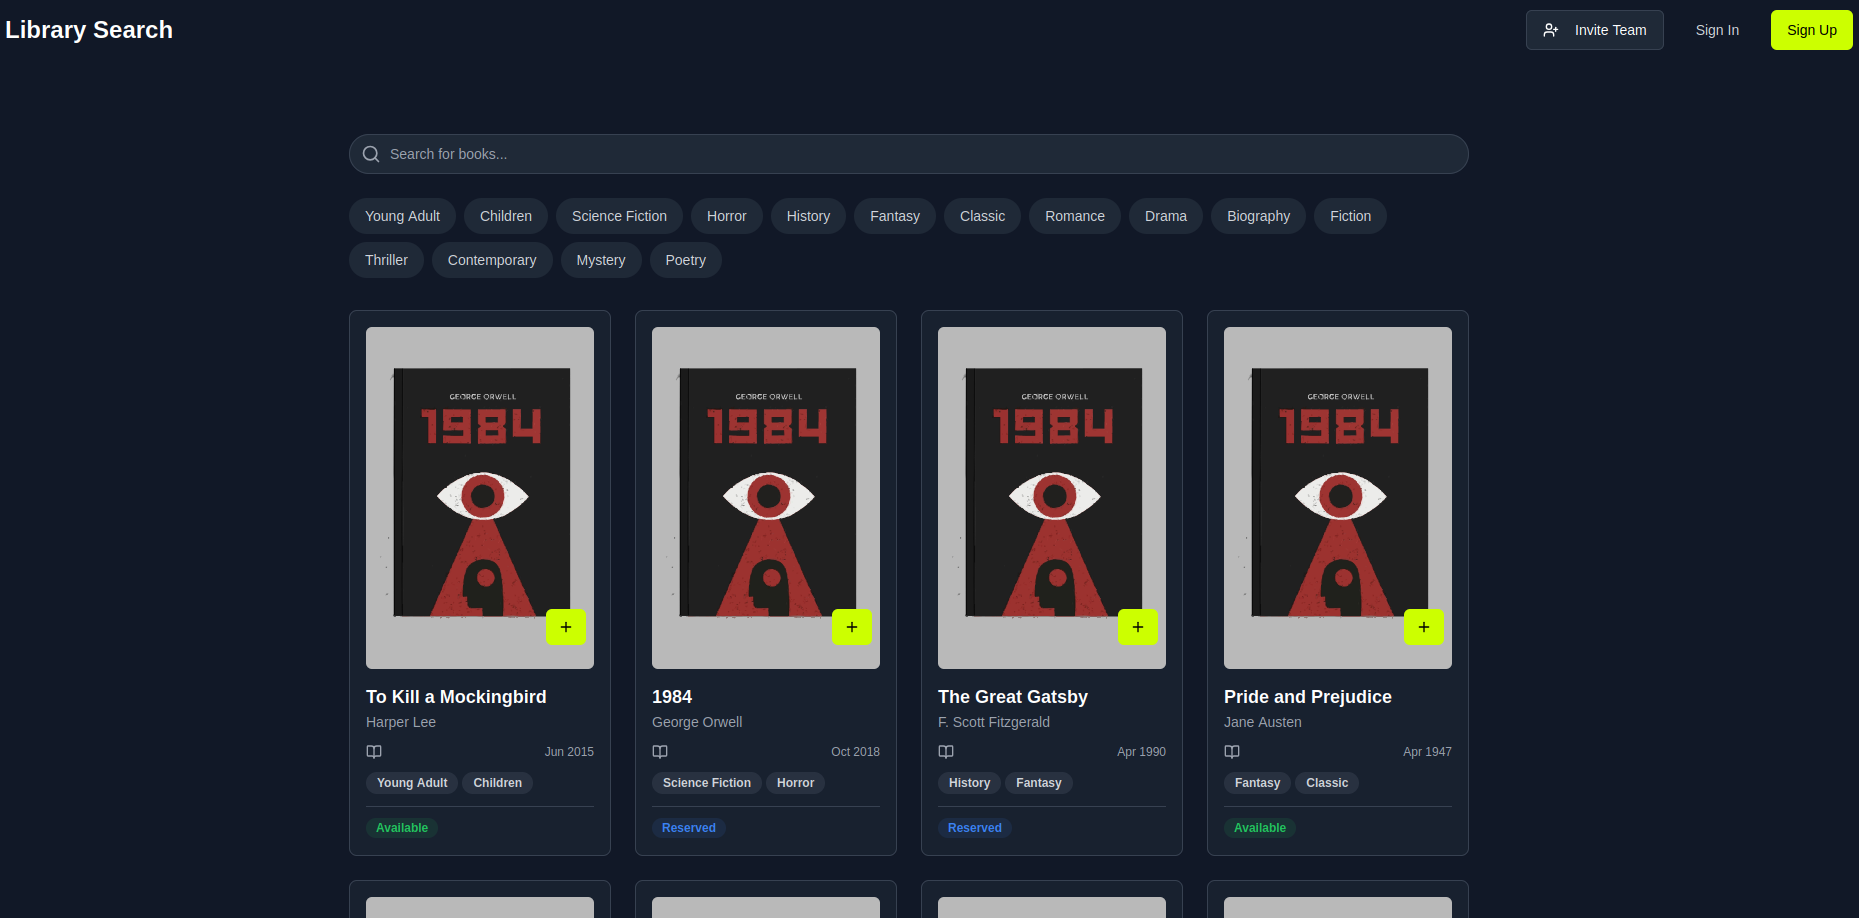 Library Search
Invite Team
Sign In
Sign Up
Search for books...
Young Adult Children Science Fiction Horror History Fantasy Classic Romance Drama Biography Fiction
Thriller Contemporary Mystery Poetry
GEORGE ORWELL
1984
To Kill a Mockingbird
Harper Lee
Jun 2015
Young Adult Children
Available
GEORGE ORWELL
1984
1984
George Orwell
Oct 2018
Science Fiction Horror
Reserved
GEORGE ORWELL
1984
The Great Gatsby
F. Scott Fitzgerald
Apr 1990
History Fantasy
Reserved
GEORGE ORWELL
1984
Pride and Prejudice
Jane Austen
Apr 1947
Fantasy Classic
Available